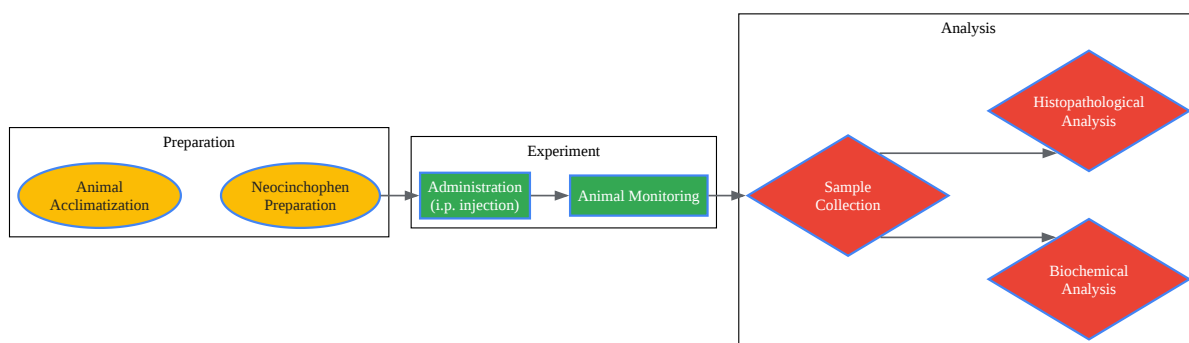 Preparation
Animal
Acclimatization
Neocinchophen
Preparation
Experiment
Administration
(i.p. injection)
Animal Monitoring
Analysis
Sample
Collection
Histopathological
Analysis
Biochemical
Analysis